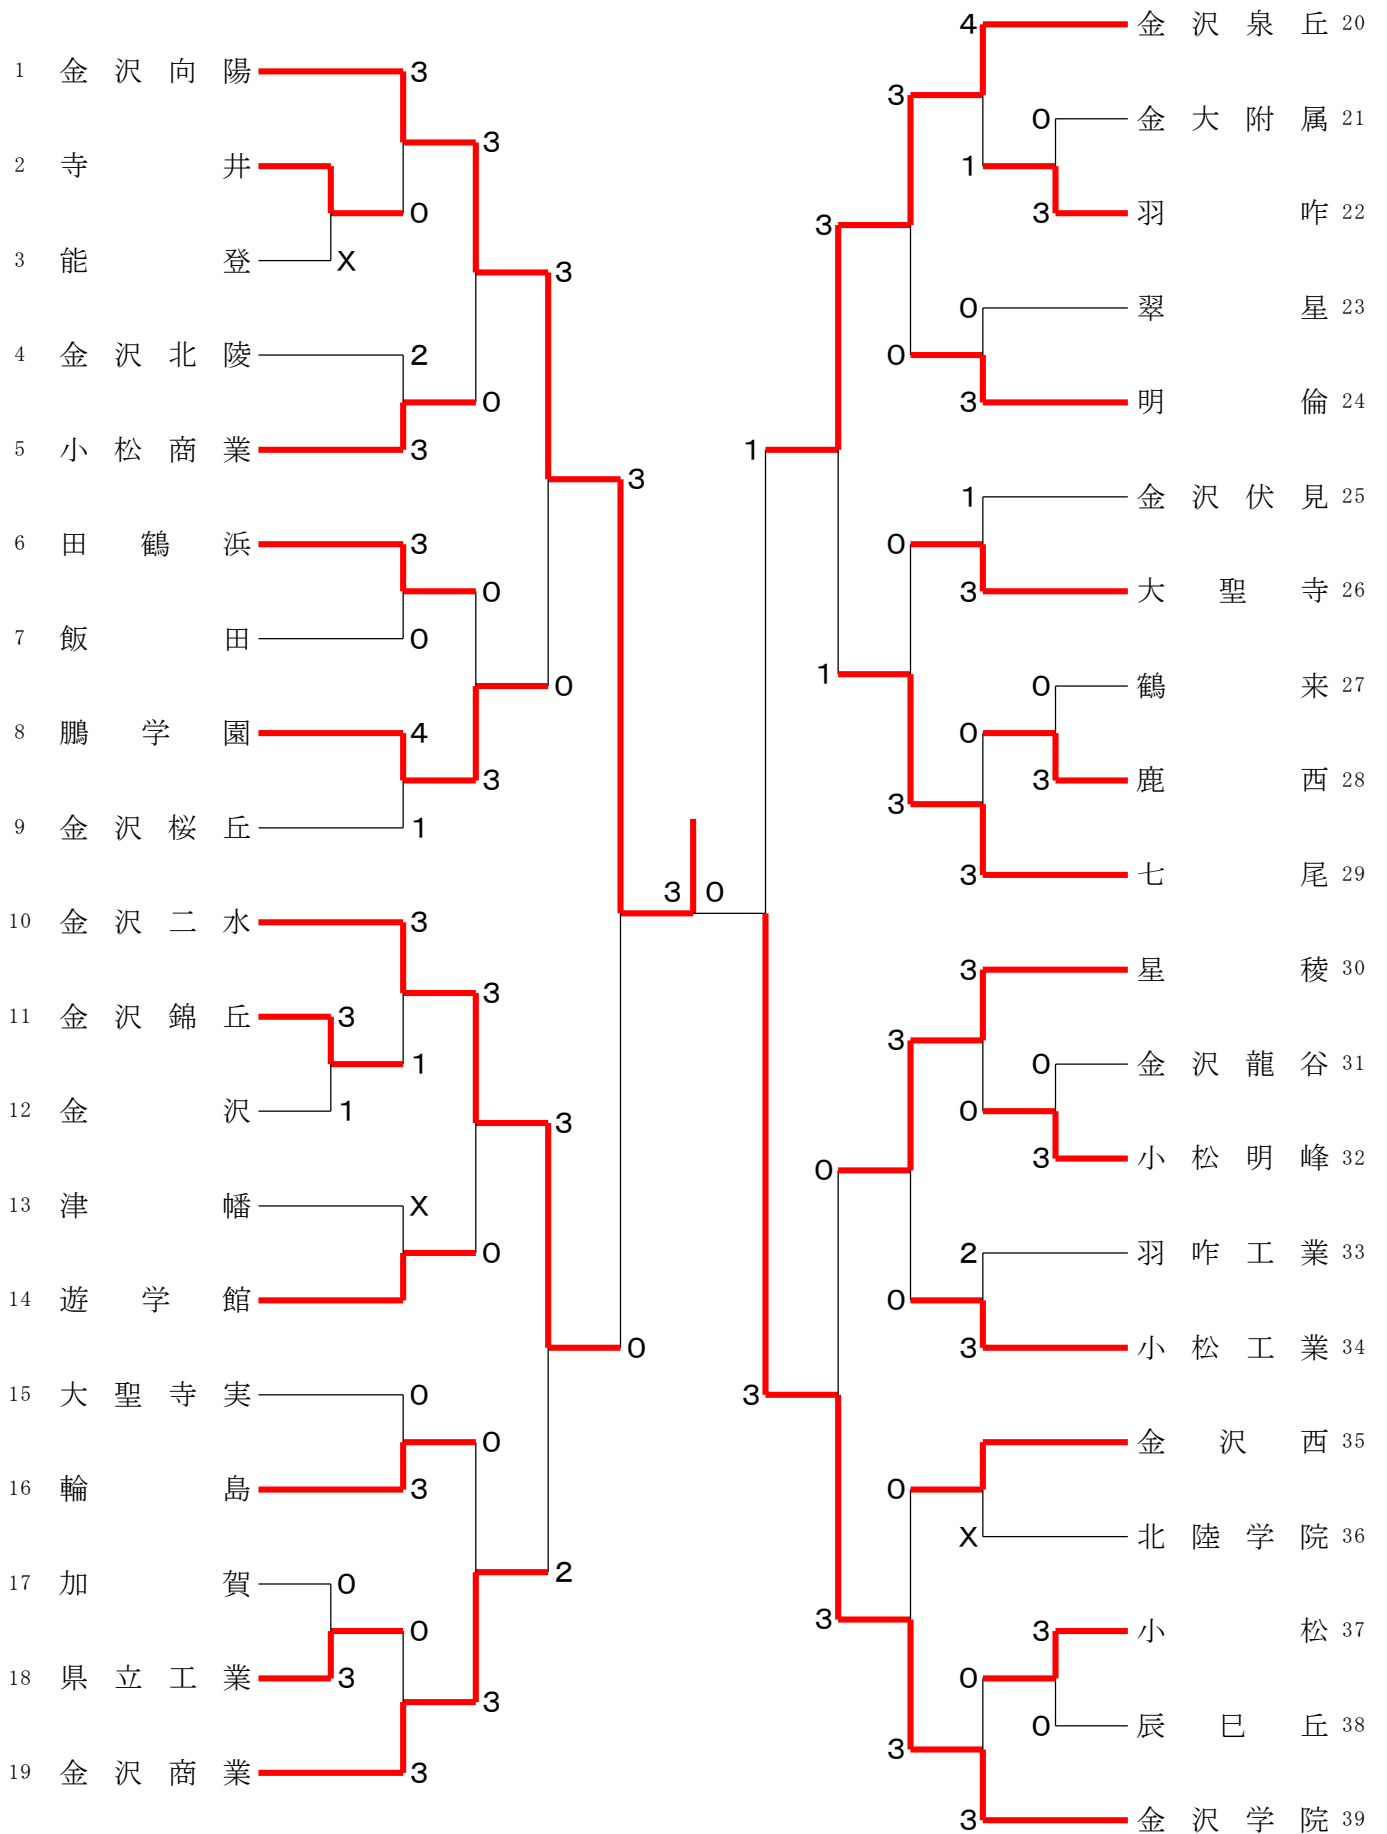 1 金沢向陽 3
3
2 寺井
0
3 能登 X
3
4 金沢北陵 2
0
5 小松商業 3
3
6 田鶴浜 3
0
7 飯田 0
0
8 鵬学園 4
3
9 金沢桜丘 1
3 0
10 金沢二水 3
3
11 金沢錦丘 3
1
12 金沢 1
3
13 津幡 X
0
14 遊学館
0
15 大聖寺実 0
0
16 輪島 3
2
17 加賀 0
0
18 県立工業 3
3
19 金沢商業 3
4 金沢泉丘 20
3
0 金大附属 21
1
3 羽咋 22
3
0 翠星 23
0
3 明倫 24
1
1 金沢伏見 25
0
3 大聖寺 26
1
0 鶴来 27
0
3 鹿西 28
3
3 七尾 29
3 星稜 30
3
0 金沢龍谷 31
0
3 小松明峰 32
0
2 羽咋工業 33
0
3 小松工業 34
3
金沢西 35
0
X 北陸学院 36
3
3 小松 37
0
0 辰巳丘 38
3
3 金沢学院 39